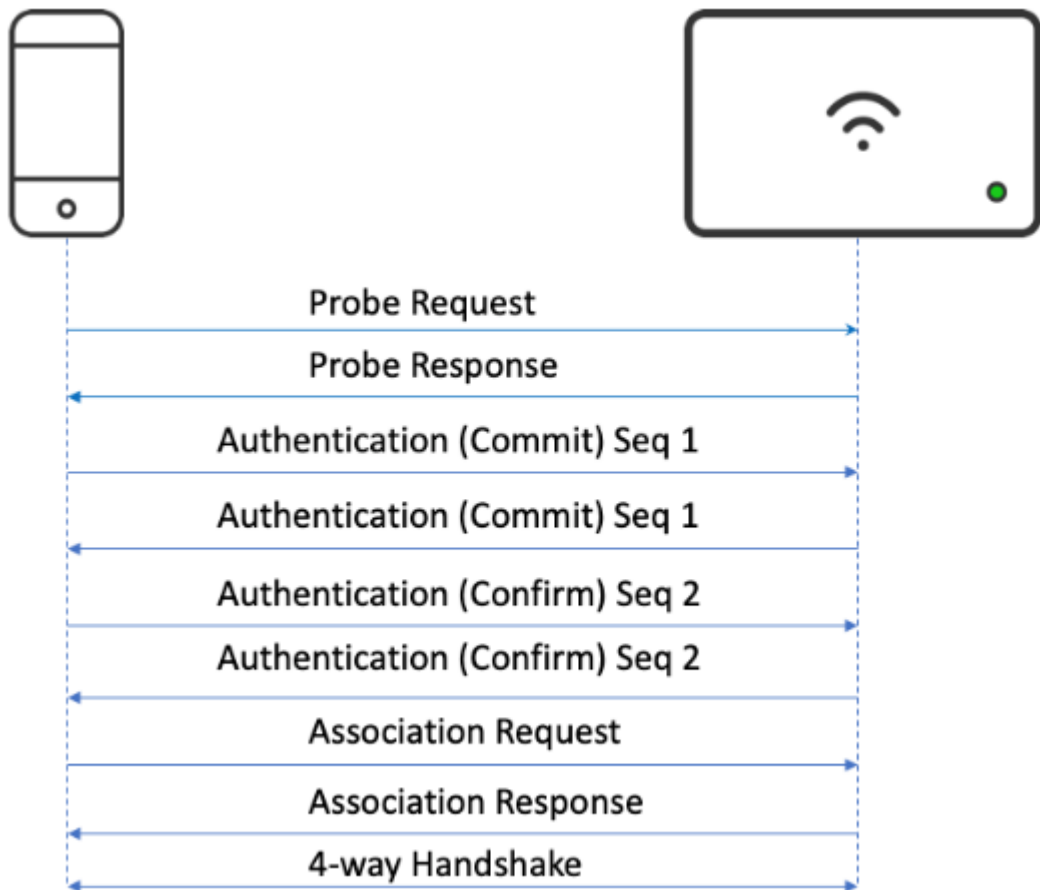 Probe Request
Probe Response
Authentication (Commit) Seq 1
Authentication (Commit) Seq 1
Authentication (Confirm) Seq 2
Authentication (Confirm) Seq 2
Association Request
Association Response
4-way Handshake